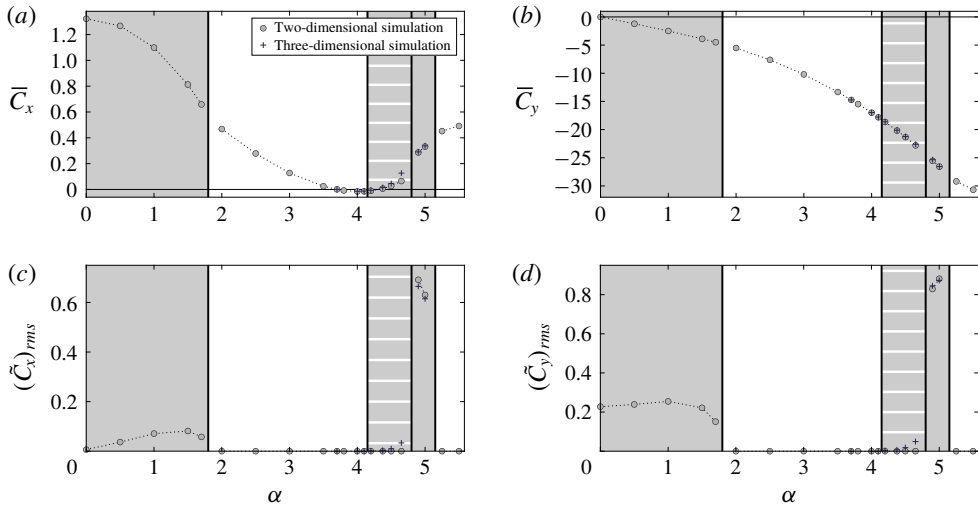 (a)
1.2
1.0
0.8
0.6
0.4
0.2
0
C̅x
Two-dimensional simulation
Three-dimensional simulation
0 1 2 3 4 5
(b)
0
−5
−10
−15
−20
−25
−30
C̅y
0 1 2 3 4 5
(c)
0.6
0.4
0.2
0
(C̃x)rms
0 1 2 3 4 5
α
(d)
0.8
0.6
0.4
0.2
0
(C̃y)rms
0 1 2 3 4 5
α